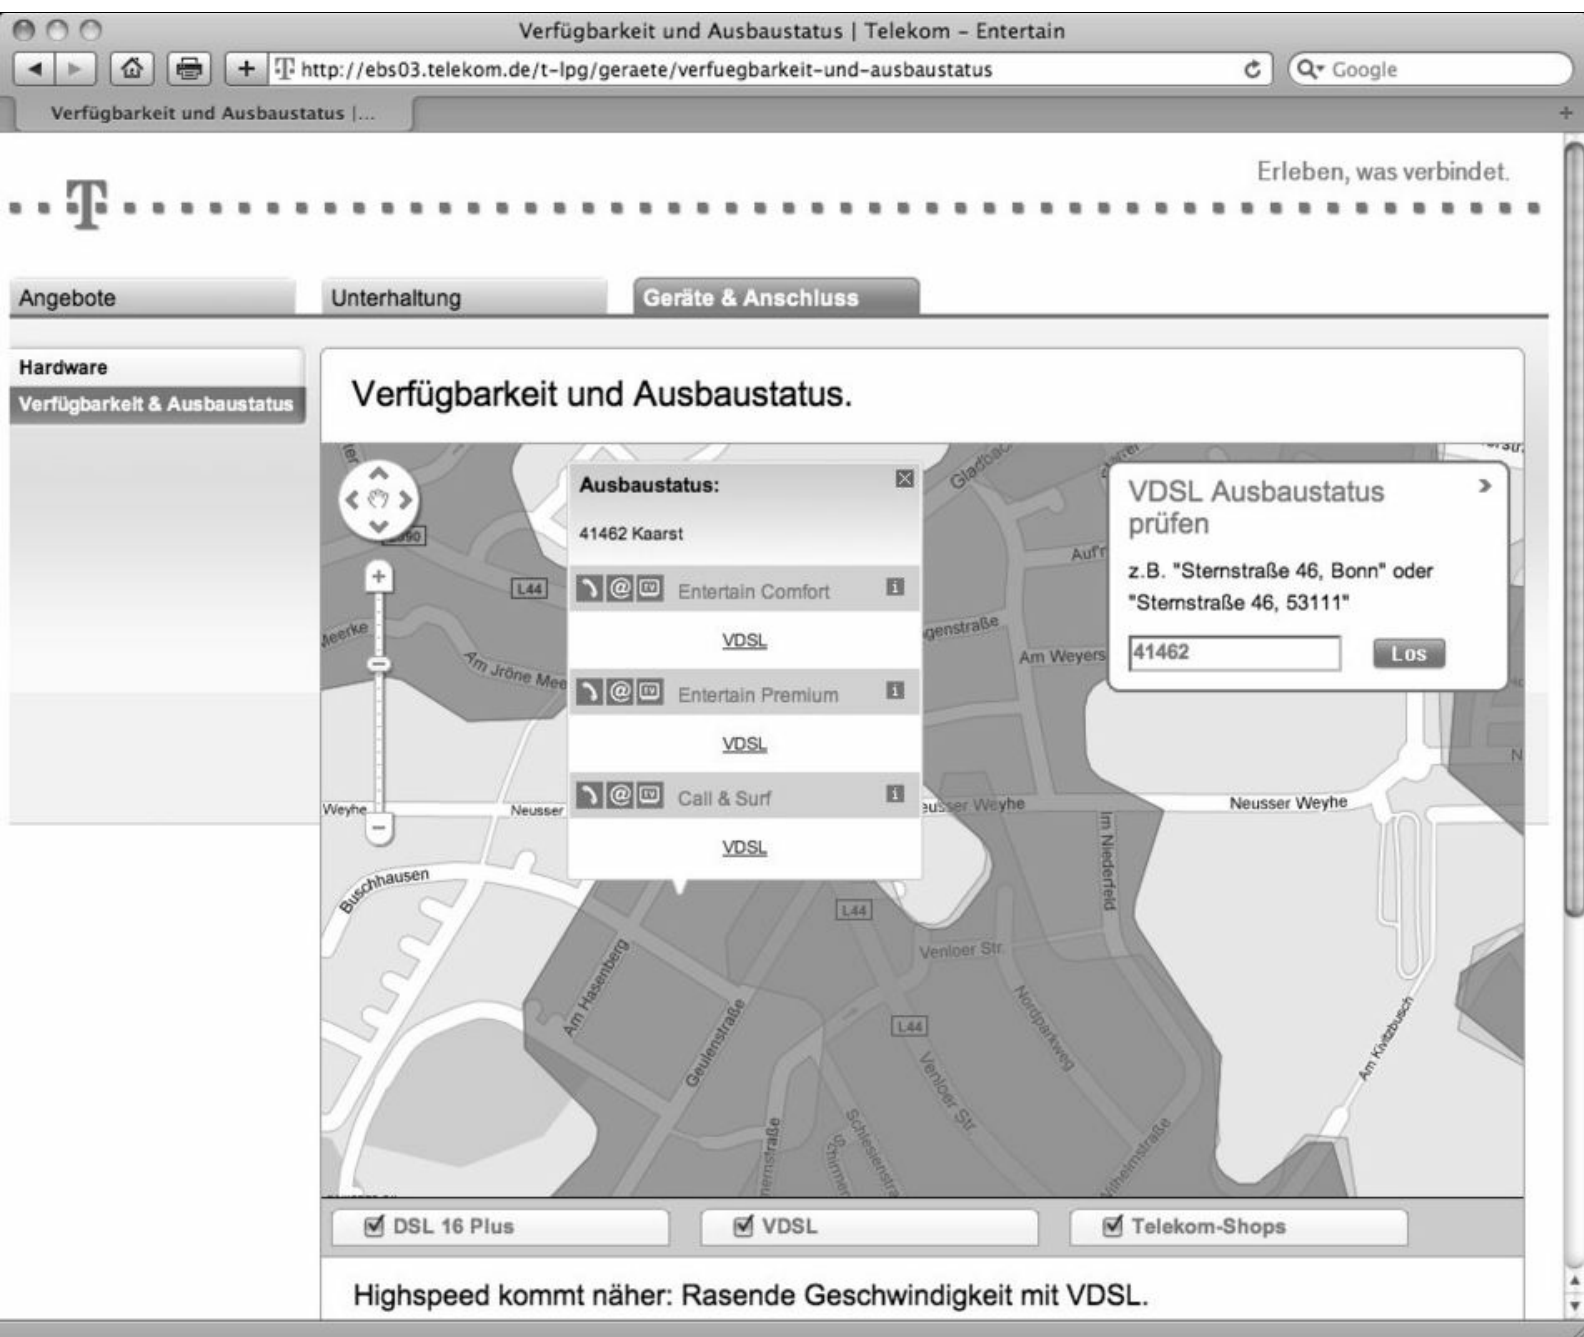 Verfügbarkeit und Ausbaustatus | Telekom – Entertain
http://ebs03.telekom.de/t-lpg/geraete/verfuegbarkeit-und-ausbaustatus
Google
Verfügbarkeit und Ausbaustatus |...
Erleben, was verbindet.
T
Angebote
Unterhaltung
Geräte & Anschluss
Hardware
Verfügbarkeit & Ausbaustatus
Verfügbarkeit und Ausbaustatus.
Ausbaustatus:
41462 Kaarst
Entertain Comfort
VDSL
Entertain Premium
VDSL
Call & Surf
VDSL
VDSL Ausbaustatus
prüfen
z.B. "Sternstraße 46, Bonn" oder
"Sternstraße 46, 53111"
41462
Los
L44
Meerke
Am Jröne Mee
Am Weyers
genstraße
Weyhe
Neusser
Neusser Weyhe
Im Niederfeld
Buschhausen
Am Hasenberg
Geulenstraße
L44
Venloer Str.
L44
Venloer Str.
Nordparkweg
Am Kivitzbusch
Wilhelmstraße
DSL 16 Plus
VDSL
Telekom-Shops
Highspeed kommt näher: Rasende Geschwindigkeit mit VDSL.